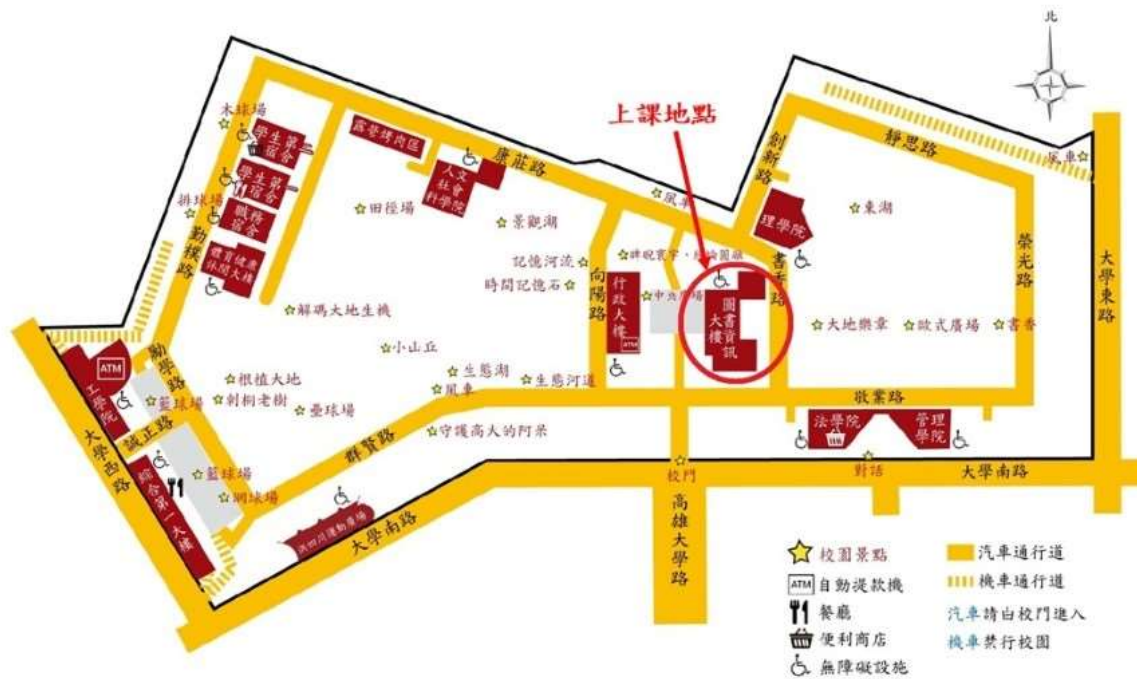 北
上課地點
木球場
學生第二
宿舍
學生第一
宿舍
排球場
職務
宿舍
體育健康
休閒大樓
勤樸路
露營烤肉區
人文
社會
科學院
康莊路
田徑場
景觀湖
風車
創新路
靜思路
風車
理學院
東湖
榮光路
大學東路
記憶河流
時間記憶石
向陽路
行政大樓
ATM
中央廣場
圖書資訊
大樓
書香路
解碼大地生機
小山丘
大地樂章
歐式廣場
書香
ATM
工學院
勵學路
籃球場
根植大地
刺桐老樹
壘球場
生態湖
風車
生態河道
誠正路
群賢路
守護高大的阿呆
敬業路
法學院
管理
學院
對話
校門
大學南路
大學西路
綜合第一大樓
籃球場
網球場
洪四川運動廣場
大學南路
高雄大學路
校園景點
ATM 自動提款機
餐廳
便利商店
無障礙設施
汽車通行道
機車通行道
汽車請由校門進入
機車禁行校園